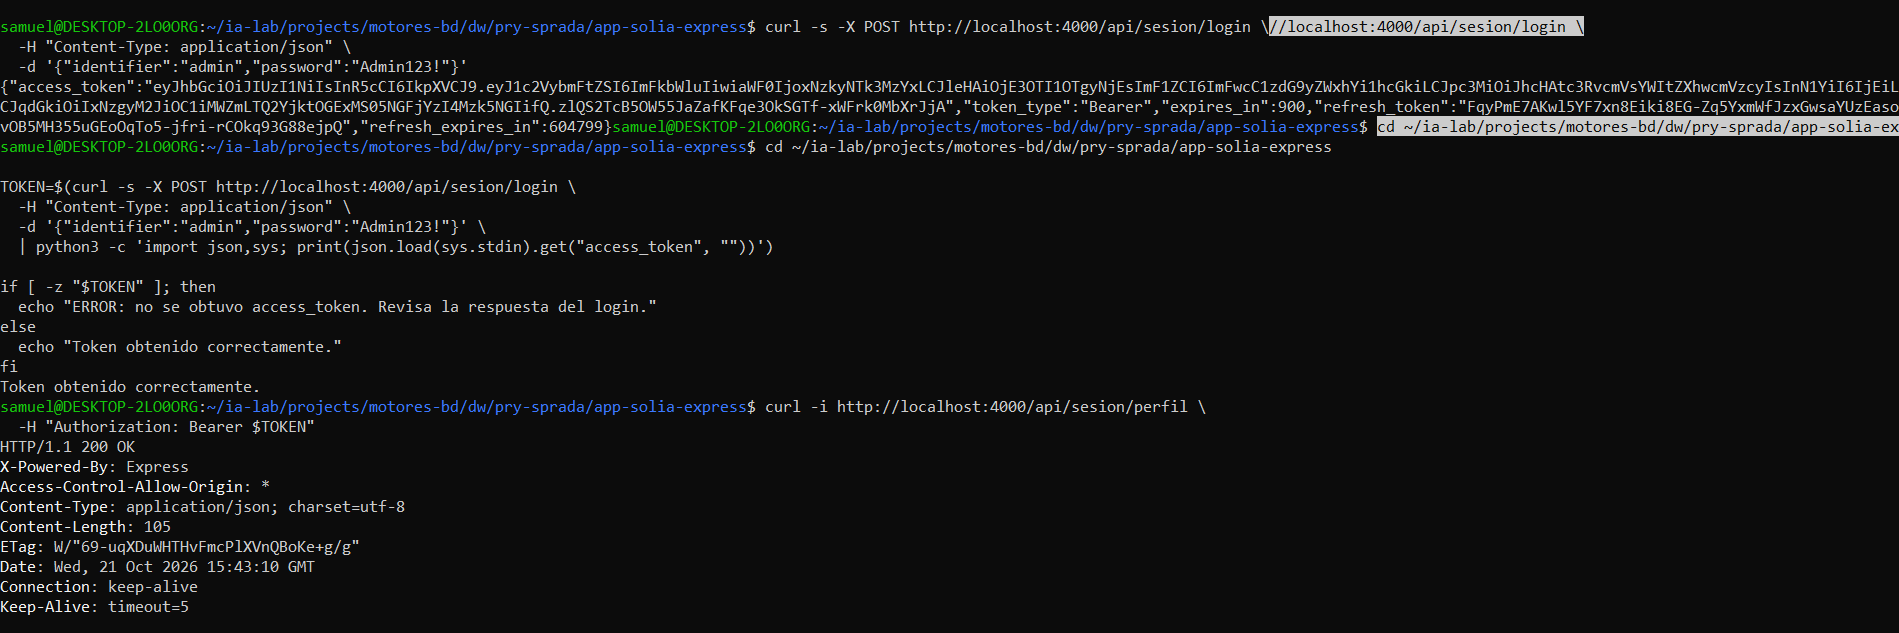 samuel@DESKTOP-2LO0ORG:~/ia-lab/projects/motores-bd/dw/pry-sprada/app-solia-express$ curl -s -X POST http://localhost:4000/api/sesion/login \//localhost:4000/api/sesion/login \
  -H "Content-Type: application/json" \
  -d '{"identifier":"admin","password":"Admin123!"}'
{"access_token":"eyJhbGciOiJIUzI1NiIsInR5cCI6IkpXVCJ9.eyJ1c2VybmFtZSI6ImFkbWluIiwiaWF0IjoxNzkyNTk3MzYxLCJleHAiOjE3OTI1OTgyNjEsImF1ZCI6ImFwcC1zdG9yZWxhYi1hcGkiLCJpc3MiOiJhcHAtc3RvcmVsYWItZXhwcmVzcyIsInN1YiI6IjEiL
CJqdGkiOiIxNzgyM2JiOC1iMWZmLTQ2YjktOGExMS05NGFjYzI4Mzk5NGIifQ.zlQS2TcB5OW55JaZafKFqe3OkSGTf-xWFrk0MbXrJjA","token_type":"Bearer","expires_in":900,"refresh_token":"FqyPmE7AKwl5YF7xn8Eiki8EG-Zq5YxmWfJzxGwsaYUzEaso
vOB5MH355uGEoOqTo5-jfri-rCOkq93G88ejpQ","refresh_expires_in":604799}samuel@DESKTOP-2LO0ORG:~/ia-lab/projects/motores-bd/dw/pry-sprada/app-solia-express$ cd ~/ia-lab/projects/motores-bd/dw/pry-sprada/app-solia-ex
samuel@DESKTOP-2LO0ORG:~/ia-lab/projects/motores-bd/dw/pry-sprada/app-solia-express$ cd ~/ia-lab/projects/motores-bd/dw/pry-sprada/app-solia-express
TOKEN=$(curl -s -X POST http://localhost:4000/api/sesion/login \
  -H "Content-Type: application/json" \
  -d '{"identifier":"admin","password":"Admin123!"}' \
  | python3 -c 'import json,sys; print(json.load(sys.stdin).get("access_token", ""))')
if [ -z "$TOKEN" ]; then
  echo "ERROR: no se obtuvo access_token. Revisa la respuesta del login."
else
  echo "Token obtenido correctamente."
fi
Token obtenido correctamente.
samuel@DESKTOP-2LO0ORG:~/ia-lab/projects/motores-bd/dw/pry-sprada/app-solia-express$ curl -i http://localhost:4000/api/sesion/perfil \
  -H "Authorization: Bearer $TOKEN"
HTTP/1.1 200 OK
X-Powered-By: Express
Access-Control-Allow-Origin: *
Content-Type: application/json; charset=utf-8
Content-Length: 105
ETag: W/"69-uqXDuWHTHvFmcPlXVnQBoKe+g/g"
Date: Wed, 21 Oct 2026 15:43:10 GMT
Connection: keep-alive
Keep-Alive: timeout=5